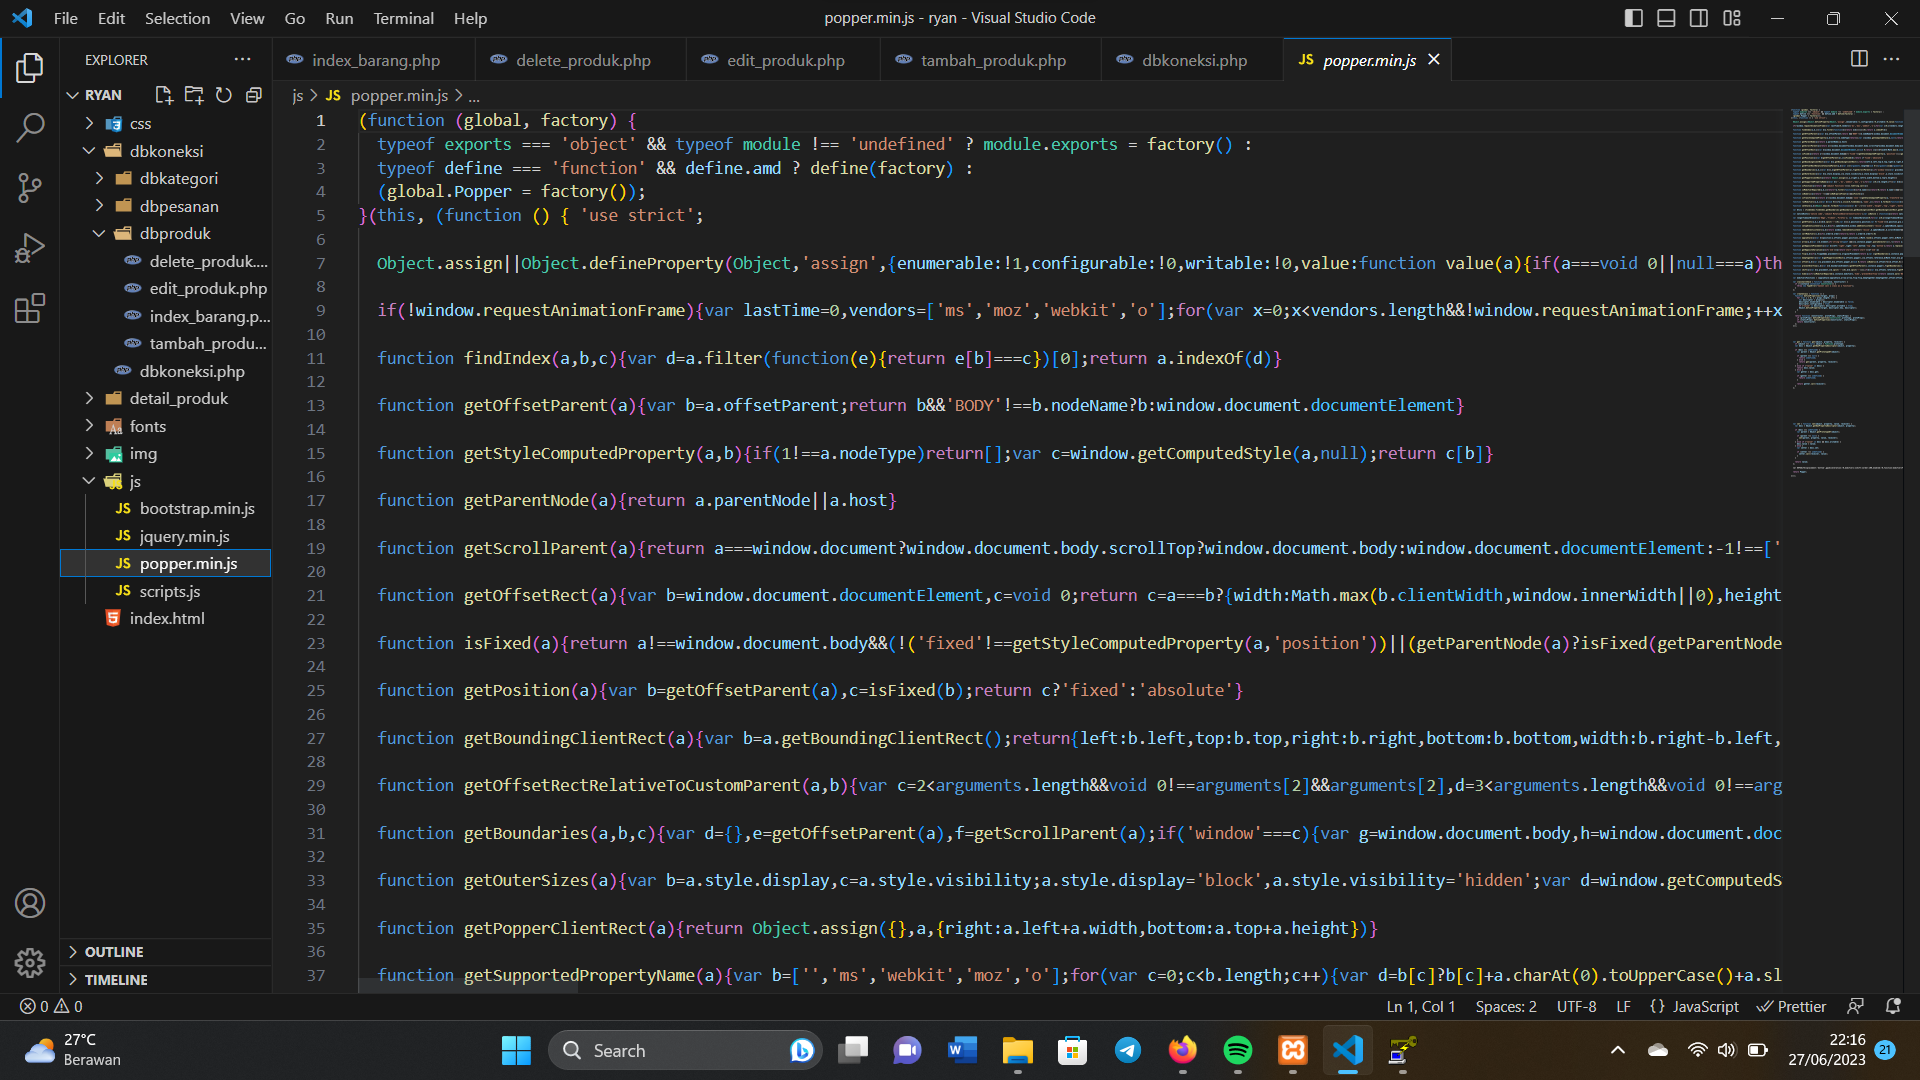 File Edit Selection View Go Run Terminal Help
popper.min.js - ryan - Visual Studio Code
EXPLORER
RYAN
css
dbkoneksi
dbkategori
dbpesanan
dbproduk
delete_produk....
edit_produk.php
index_barang.p...
tambah_produ...
dbkoneksi.php
detail_produk
fonts
img
js
JS bootstrap.min.js
JS jquery.min.js
JS popper.min.js
JS scripts.js
index.html
OUTLINE
TIMELINE
index_barang.php delete_produk.php edit_produk.php tambah_produk.php dbkoneksi.php JS popper.min.js
js > JS popper.min.js > ...
1 (function (global, factory) {
2 typeof exports === 'object' && typeof module !== 'undefined' ? module.exports = factory() :
3 typeof define === 'function' && define.amd ? define(factory) :
4 (global.Popper = factory());
5 }(this, (function () { 'use strict';
6
7 Object.assign||Object.defineProperty(Object,'assign',{enumerable:!1,configurable:!0,writable:!0,value:function value(a){if(a===void 0||null===a)th
8
9 if(!window.requestAnimationFrame){var lastTime=0,vendors=['ms','moz','webkit','o'];for(var x=0;x<vendors.length&&!window.requestAnimationFrame;++x
10
11 function findIndex(a,b,c){var d=a.filter(function(e){return e[b]===c})[0];return a.indexOf(d)}
12
13 function getOffsetParent(a){var b=a.offsetParent;return b&&'BODY'!==b.nodeName?b:window.document.documentElement}
14
15 function getStyleComputedProperty(a,b){if(1!==a.nodeType)return[];var c=window.getComputedStyle(a,null);return c[b]}
16
17 function getParentNode(a){return a.parentNode||a.host}
18
19 function getScrollParent(a){return a===window.document?window.document.body.scrollTop?window.document.body:window.document.documentElement:-1!==['
20
21 function getOffsetRect(a){var b=window.document.documentElement,c=void 0;return c=a===b?{width:Math.max(b.clientWidth,window.innerWidth||0),height
22
23 function isFixed(a){return a!==window.document.body&&(!('fixed'!==getStyleComputedProperty(a,'position'))||(getParentNode(a)?isFixed(getParentNode
24
25 function getPosition(a){var b=getOffsetParent(a),c=isFixed(b);return c?'fixed':'absolute'}
26
27 function getBoundingClientRect(a){var b=a.getBoundingClientRect();return{left:b.left,top:b.top,right:b.right,bottom:b.bottom,width:b.right-b.left,
28
29 function getOffsetRectRelativeToCustomParent(a,b){var c=2<arguments.length&&void 0!==arguments[2]&&arguments[2],d=3<arguments.length&&void 0!==arg
30
31 function getBoundaries(a,b,c){var d={},e=getOffsetParent(a),f=getScrollParent(a);if('window'===c){var g=window.document.body,h=window.document.doc
32
33 function getOuterSizes(a){var b=a.style.display,c=a.style.visibility;a.style.display='block',a.style.visibility='hidden';var d=window.getComputedS
34
35 function getPopperClientRect(a){return Object.assign({},a,{right:a.left+a.width,bottom:a.top+a.height})}
36
37 function getSupportedPropertyName(a){var b=['','ms','webkit','moz','o'];for(var c=0;c<b.length;c++){var d=b[c]?b[c]+a.charAt(0).toUpperCase()+a.sl
0 0
Ln 1, Col 1 Spaces: 2 UTF-8 LF {} JavaScript Prettier
27°C
Berawan
Search
22:16
27/06/2023
21